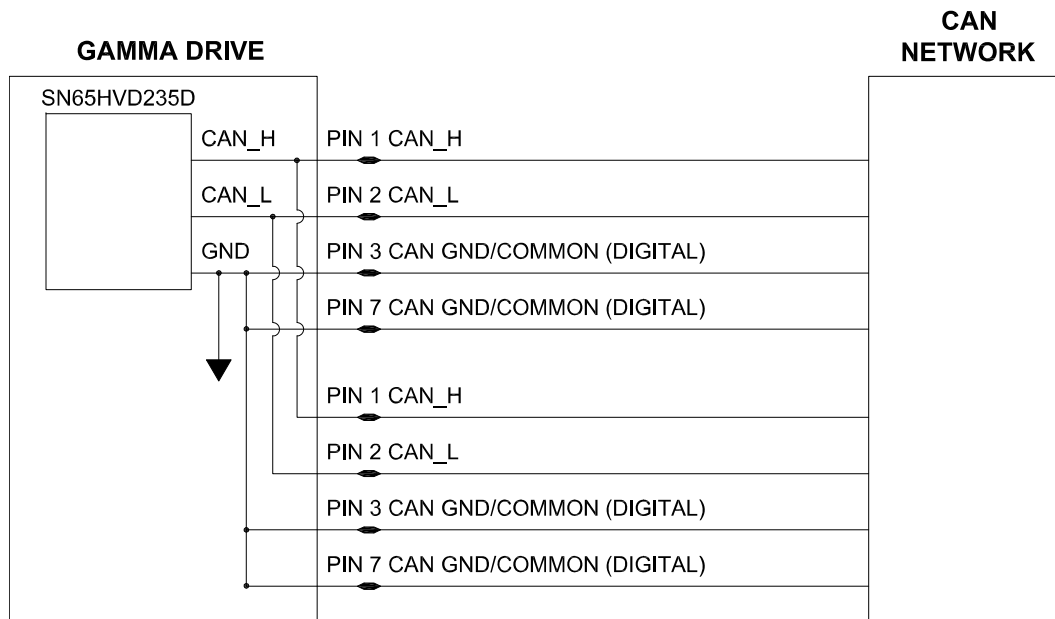 CAN
NETWORK
GAMMA DRIVE
SN65HVD235D
CAN_H
PIN 1 CAN_H
CAN_L
PIN 2 CAN_L
GND
PIN 3 CAN GND/COMMON (DIGITAL)
PIN 7 CAN GND/COMMON (DIGITAL)
PIN 1 CAN_H
PIN 2 CAN_L
PIN 3 CAN GND/COMMON (DIGITAL)
PIN 7 CAN GND/COMMON (DIGITAL)